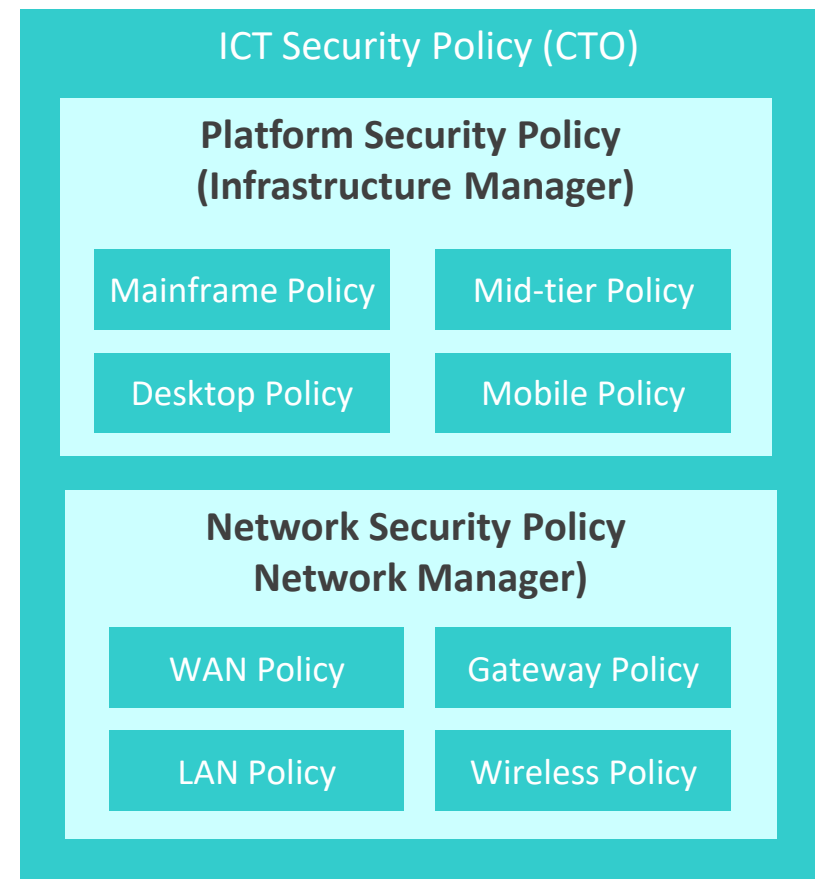 ICT Security Policy (CTO)
Platform Security Policy
(Infrastructure Manager)
Mainframe Policy
Mid-tier Policy
Desktop Policy
Mobile Policy
Network Security Policy
Network Manager)
WAN Policy
Gateway Policy
LAN Policy
Wireless Policy